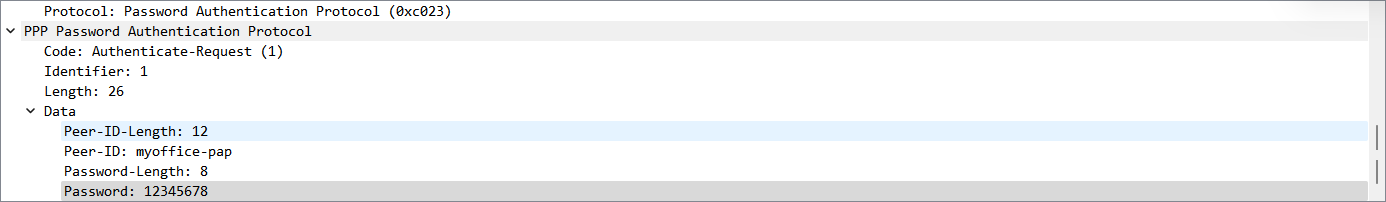 Protocol: Password Authentication Protocol (0xc023)
PPP Password Authentication Protocol
Code: Authenticate-Request (1)
Identifier: 1
Length: 26
Data
Peer-ID-Length: 12
Peer-ID: myoffice-pap
Password-Length: 8
Password: 12345678